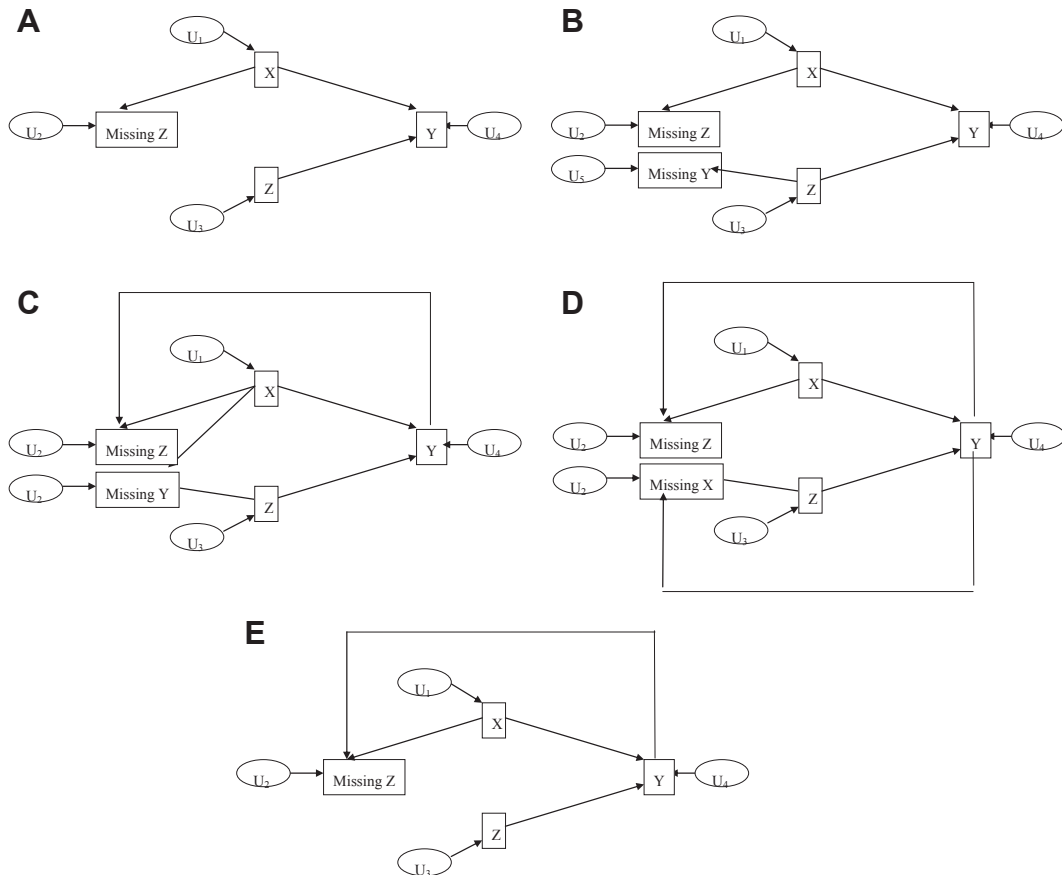 A
U₁
X
U₂
Missing Z
Y
U₄
Z
U₃
B
U₁
X
U₂
Missing Z
Y
U₄
U₅
Missing Y
Z
U₃
C
U₁
X
U₂
Missing Z
Y
U₄
U₂
Missing Y
Z
U₃
D
U₁
X
U₂
Missing Z
Y
U₄
U₂
Missing X
Z
U₃
E
U₁
X
U₂
Missing Z
Y
U₄
Z
U₃